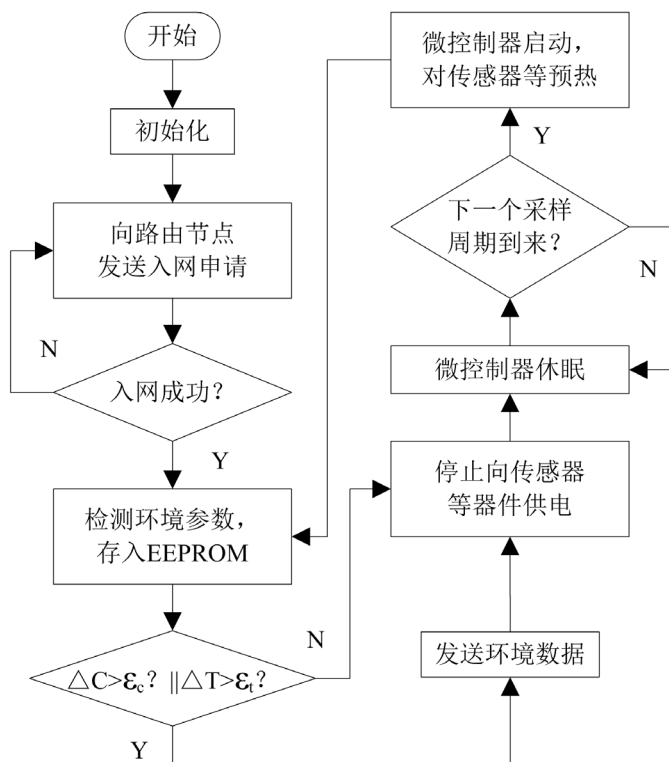 开始
初始化
向路由节点
发送入网申请
N
入网成功？
Y
检测环境参数，
存入EEPROM
N
△C>εc？||△T>εt？
Y
微控制器启动，
对传感器等预热
Y
下一个采样
周期到来？
N
微控制器休眠
停止向传感器
等器件供电
发送环境数据